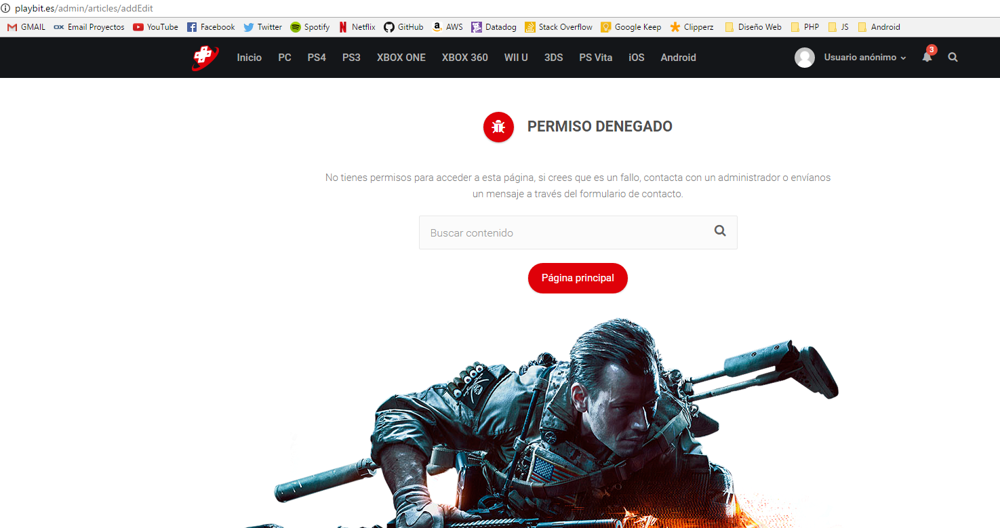 playbit.es/admin/articles/addEdit
GMAIL Email Proyectos YouTube Facebook Twitter Spotify Netflix GitHub AWS Datadog Stack Overflow Google Keep Clipperz Diseño Web PHP JS Android
Inicio PC PS4 PS3 XBOX ONE XBOX 360 WII U 3DS PS Vita iOS Android Usuario anónimo 3
PERMISO DENEGADO
No tienes permisos para acceder a esta página, si crees que es un fallo, contacta con un administrador o envíanos
un mensaje a través del formulario de contacto.
Buscar contenido
Página principal